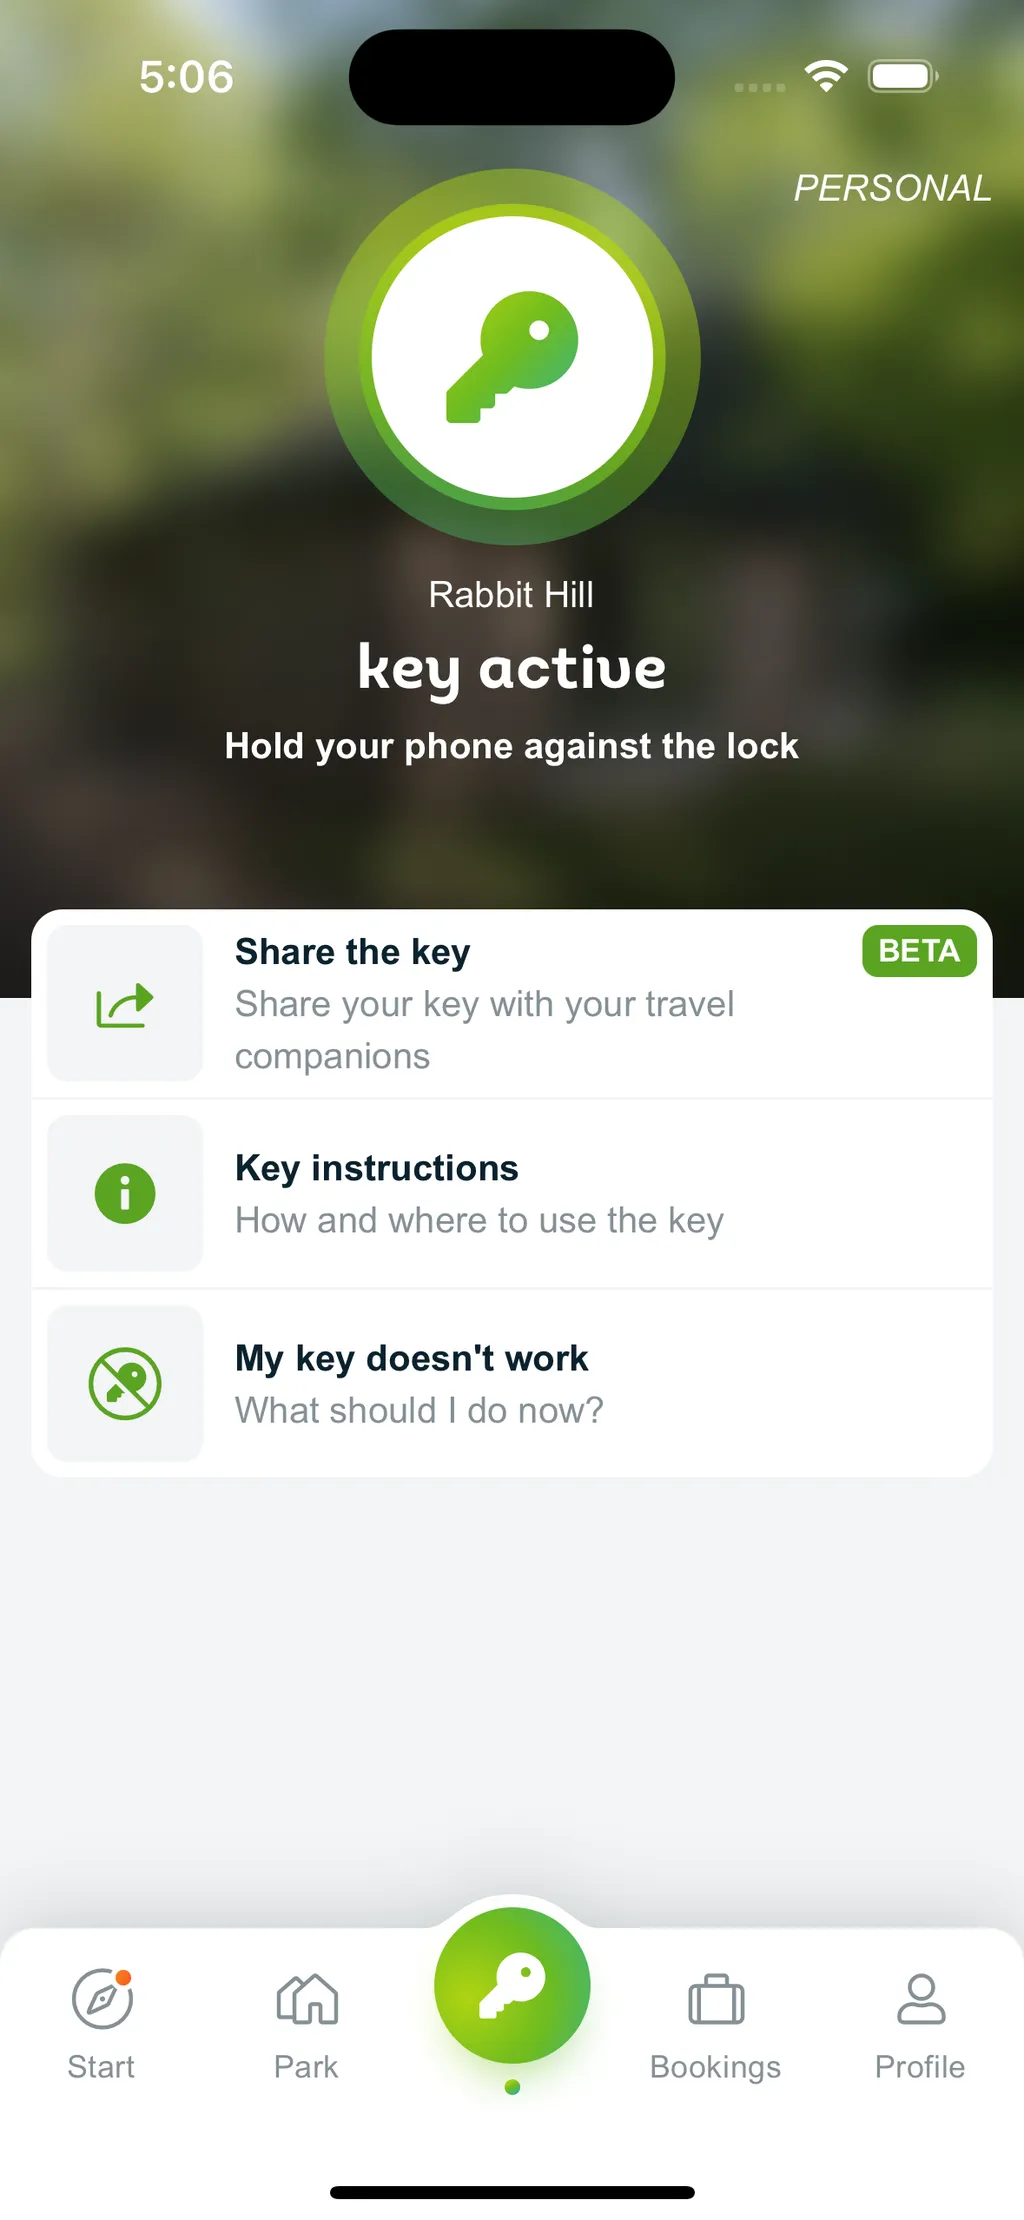 5:06
PERSONAL
Rabbit Hill
key active
Hold your phone against the lock
Share the key
BETA
Share your key with your travel
companions
Key instructions
How and where to use the key
My key doesn't work
What should I do now?
Start
Park
Bookings
Profile